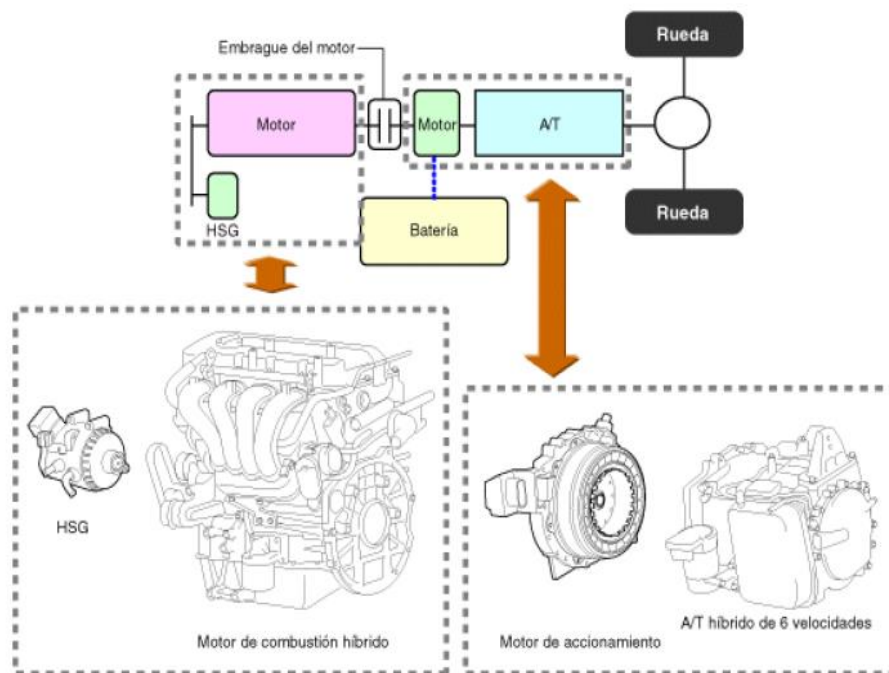 Rueda
Embrague del motor
Motor
Motor
A/T
HSG
Batería
Rueda
HSG
Motor de combustión híbrido
Motor de accionamiento
A/T híbrido de 6 velocidades